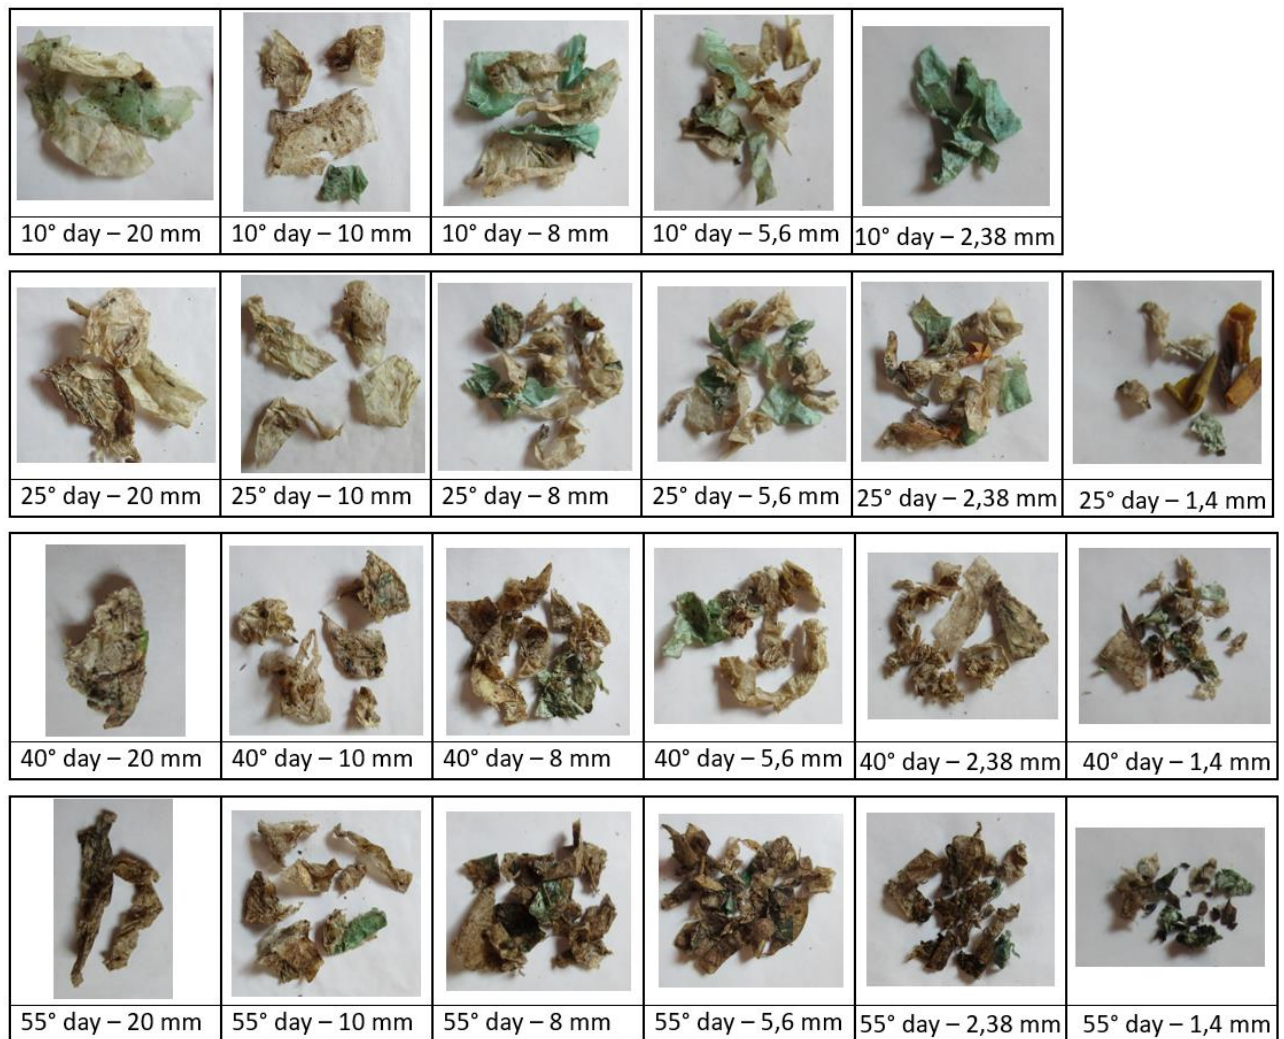 10° day – 20 mm
10° day – 10 mm
10° day – 8 mm
10° day – 5,6 mm
10° day – 2,38 mm
25° day – 20 mm
25° day – 10 mm
25° day – 8 mm
25° day – 5,6 mm
25° day – 2,38 mm
25° day – 1,4 mm
40° day – 20 mm
40° day – 10 mm
40° day – 8 mm
40° day – 5,6 mm
40° day – 2,38 mm
40° day – 1,4 mm
55° day – 20 mm
55° day – 10 mm
55° day – 8 mm
55° day – 5,6 mm
55° day – 2,38 mm
55° day – 1,4 mm